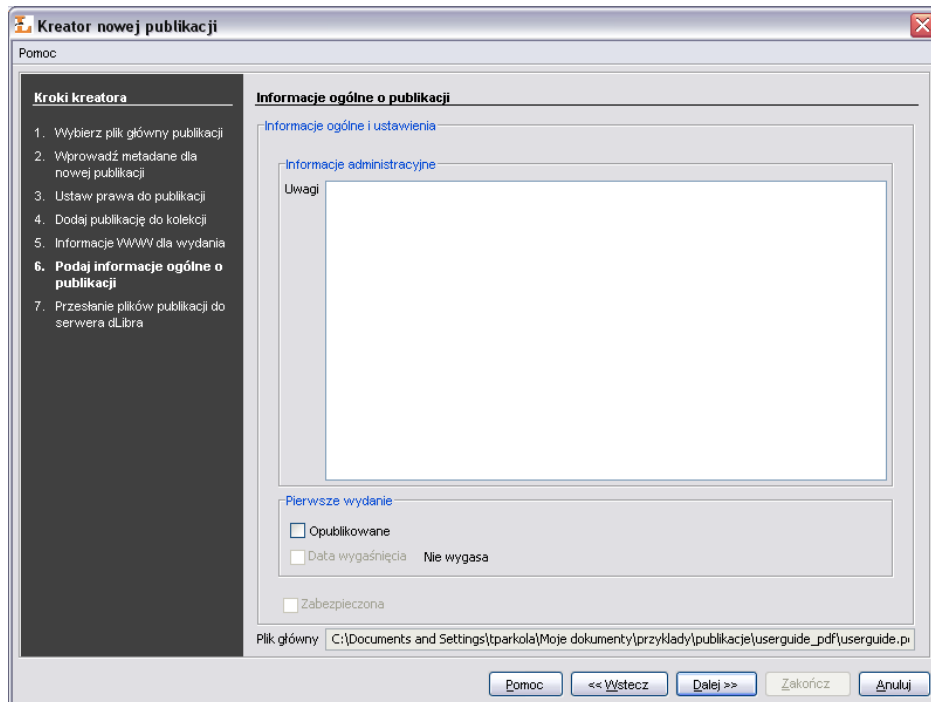 Kreator nowej publikacji
Pomoc
Kroki kreatora
1. Wybierz plik główny publikacji
2. Wprowadź metadane dla
nowej publikacji
3. Ustaw prawa do publikacji
4. Dodaj publikację do kolekcji
5. Informacje WWW dla wydania
6. Podaj informacje ogólne o
publikacji
7. Przesłanie plików publikacji do
serwera dLibra
Informacje ogólne o publikacji
Informacje ogólne i ustawienia
Informacje administracyjne
Uwagi
Pierwsze wydanie
Opublikowane
Data wygaśnięcia Nie wygasa
Zabezpieczona
Plik główny C:\Documents and Settings\tparkola\Moje dokumenty\przyklady\publikacje\userguide_pdf\userguide.p
Pomoc << Wstecz Dalej >> Zakończ Anuluj